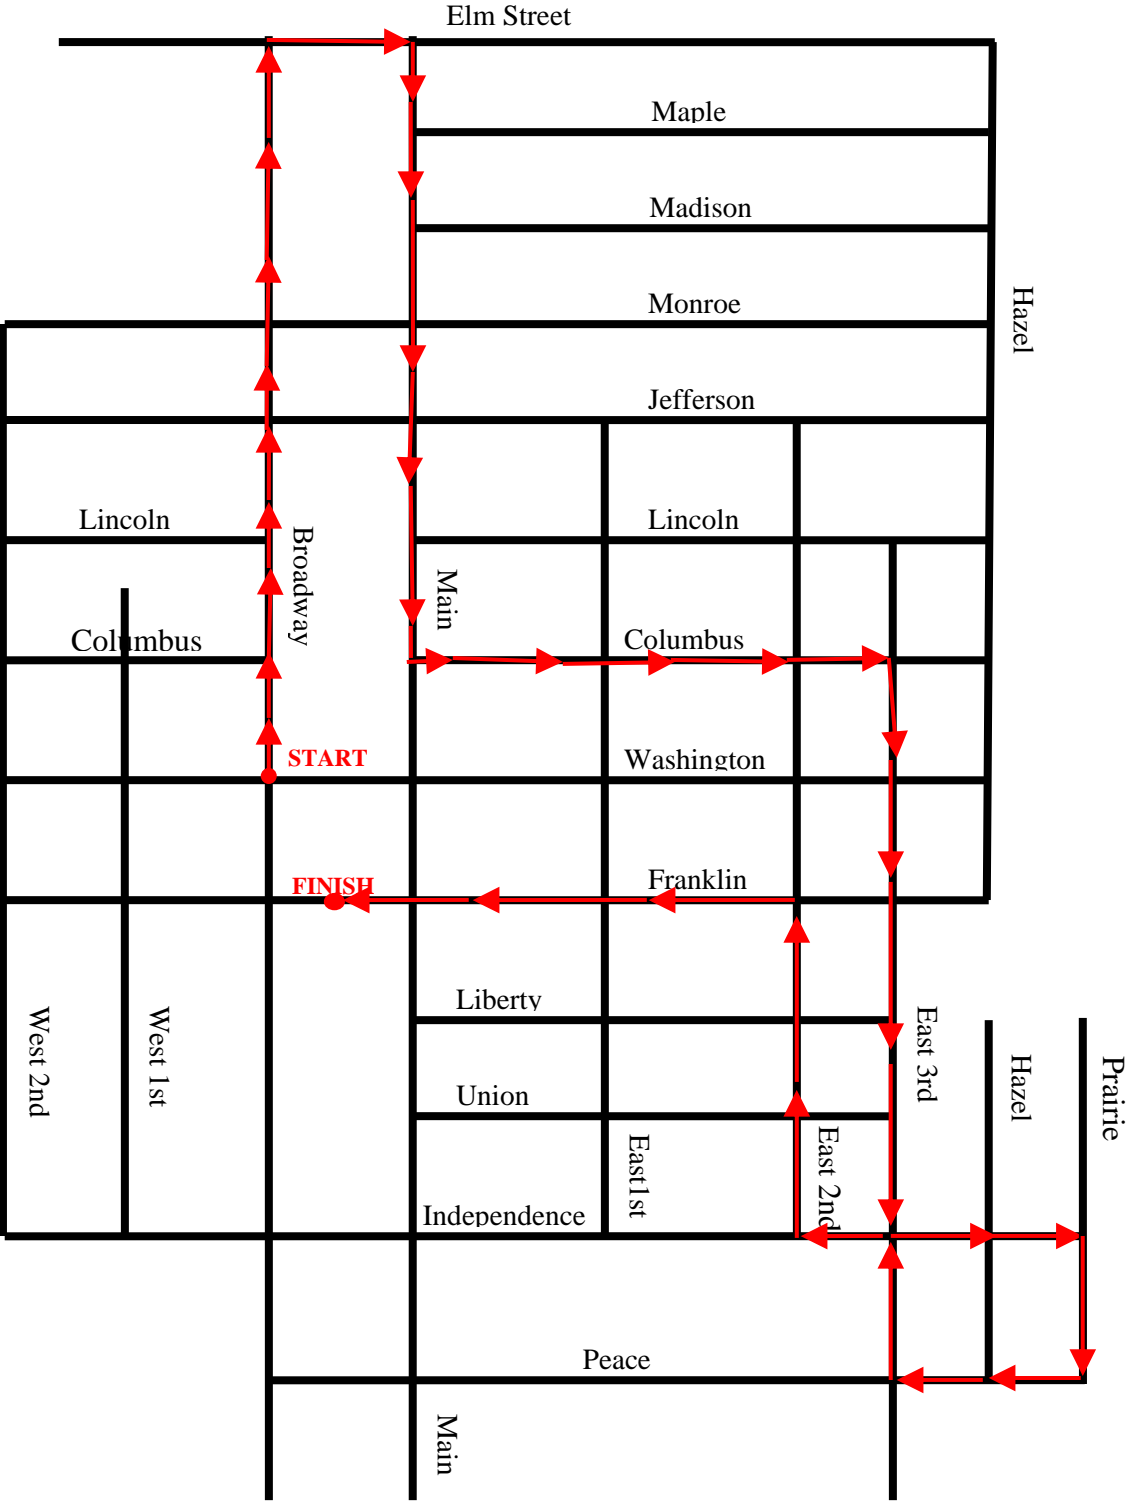 Elm Street
Maple
Madison
Hazel
Monroe
Jefferson
Lincoln
Lincoln
Broadway
Main
Columbus
Columbus
START
Washington
FINISH
Franklin
Liberty
West 2nd
West 1st
East 3rd
Hazel
Prairie
Union
East1st
East 2nd
Independence
Peace
Main